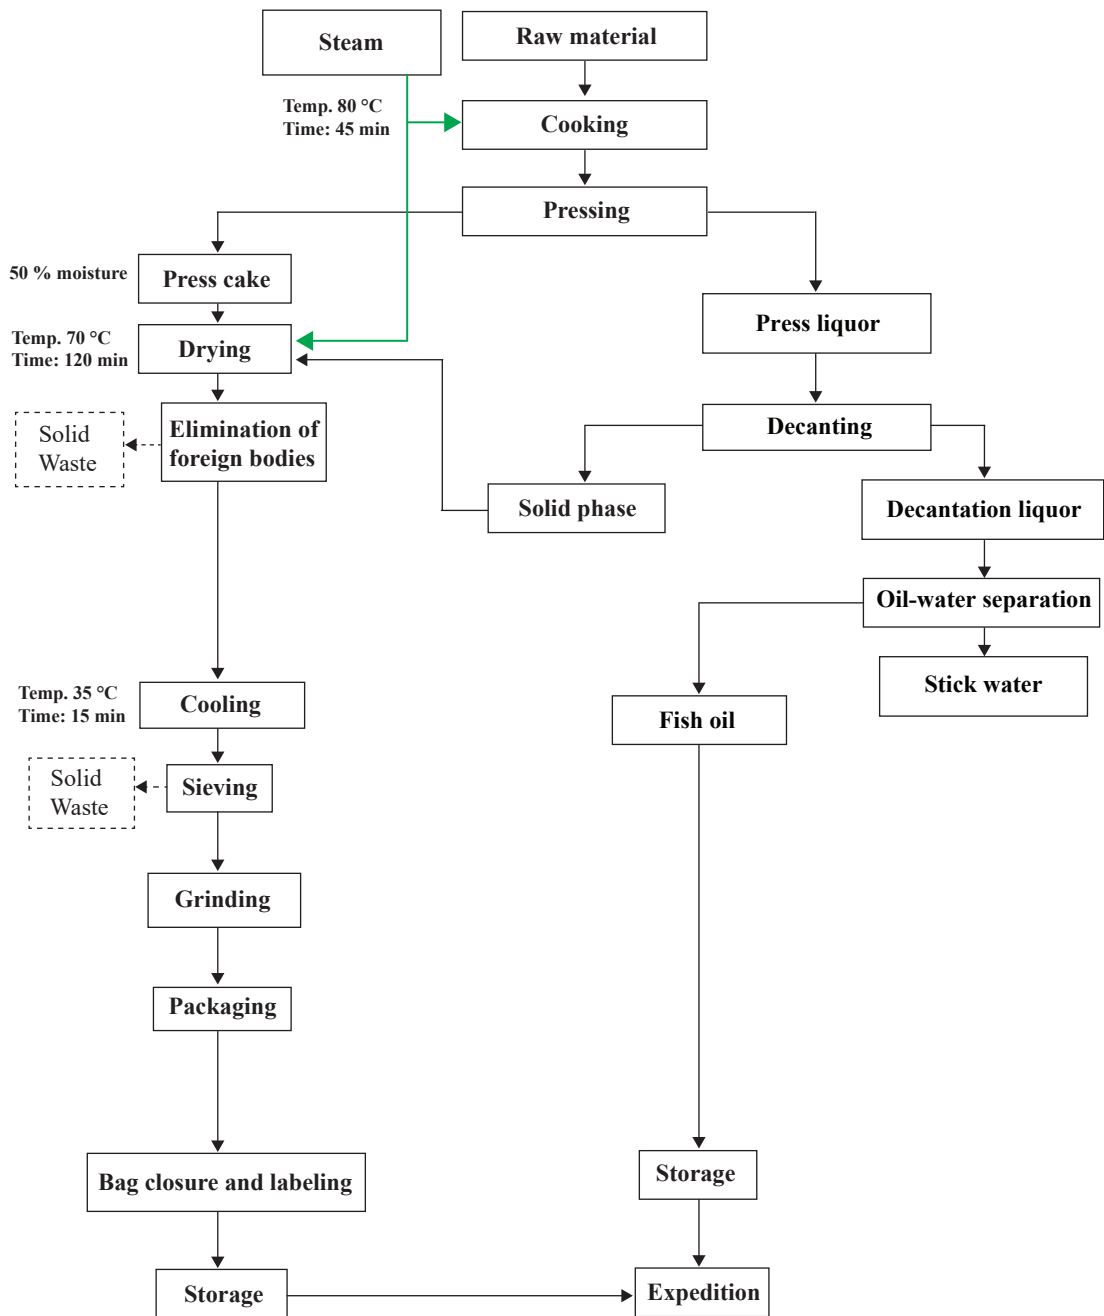 Steam
Raw material
Temp. 80 °C
Time: 45 min
Cooking
Pressing
50 % moisture
Press cake
Press liquor
Temp. 70 °C
Time: 120 min
Drying
Solid
Waste
Elimination of
foreign bodies
Decanting
Solid phase
Decantation liquor
Oil-water separation
Stick water
Temp. 35 °C
Time: 15 min
Cooling
Fish oil
Solid
Waste
Sieving
Grinding
Packaging
Bag closure and labeling
Storage
Storage
Expedition